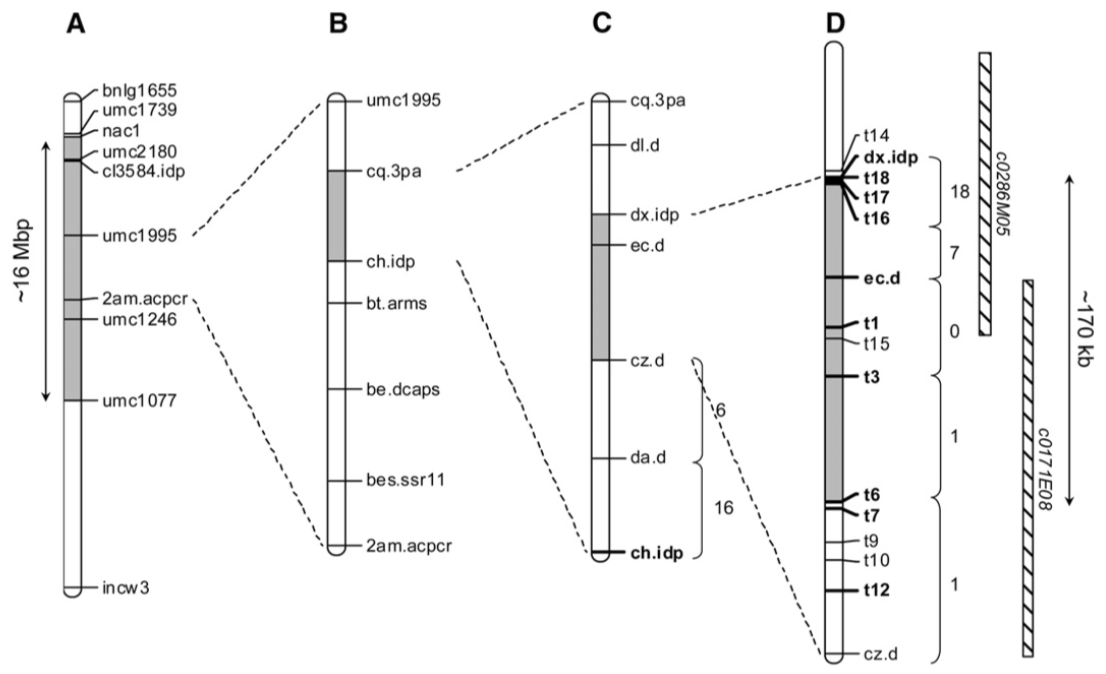 A
B
C
D
bnlg1655
umc1739
nac1
umc2180
cl3584.idp
umc1995
2am.acpcr
umc1246
umc1077
incw3
~16 Mbp
umc1995
cq.3pa
ch.idp
bt.arms
be.dcaps
bes.ssr11
2am.acpcr
cq.3pa
dl.d
dx.idp
ec.d
cz.d
da.d
ch.idp
6
16
t14
dx.idp
t18
t17
t16
ec.d
t1
t15
t3
t6
t7
t9
t10
t12
cz.d
18
7
0
1
1
c0286M05
c0171E08
~170 kb